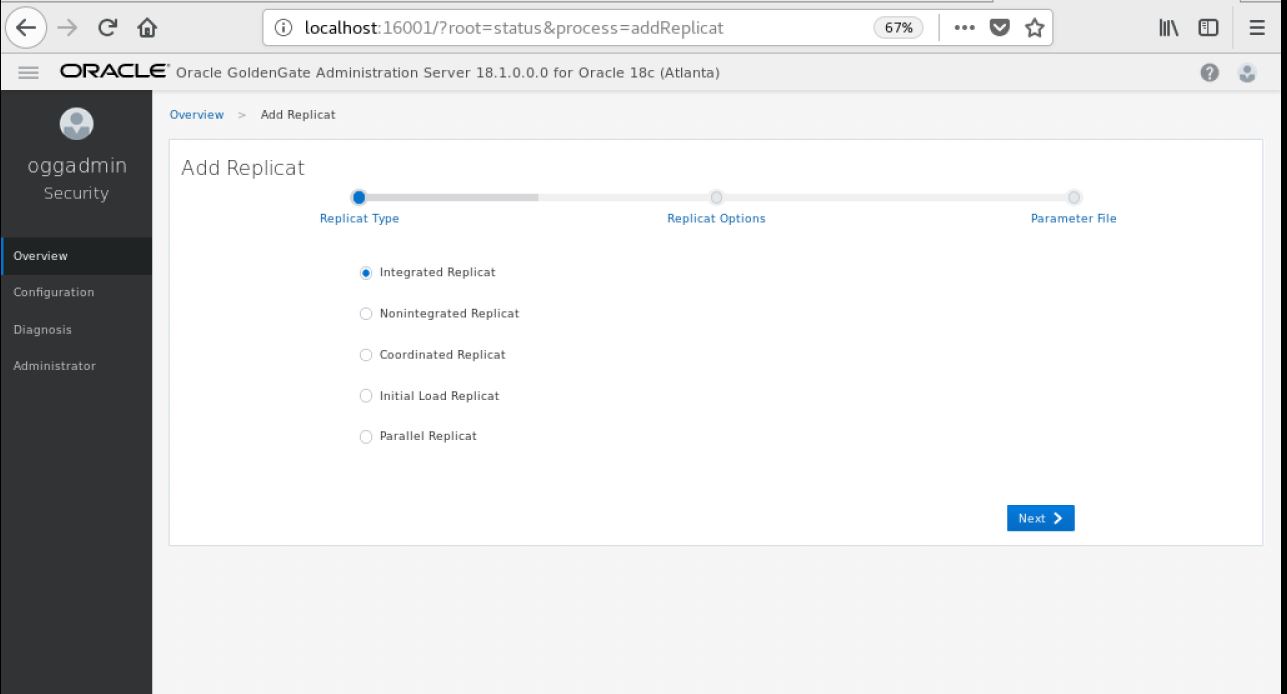 localhost:16001/?root=status&process=addReplicat
67%
ORACLE Oracle GoldenGate Administration Server 18.1.0.0.0 for Oracle 18c (Atlanta)
oggadmin
Security
Overview
Configuration
Diagnosis
Administrator
Overview > Add Replicat
Add Replicat
Replicat Type
Replicat Options
Parameter File
Integrated Replicat
Nonintegrated Replicat
Coordinated Replicat
Initial Load Replicat
Parallel Replicat
Next